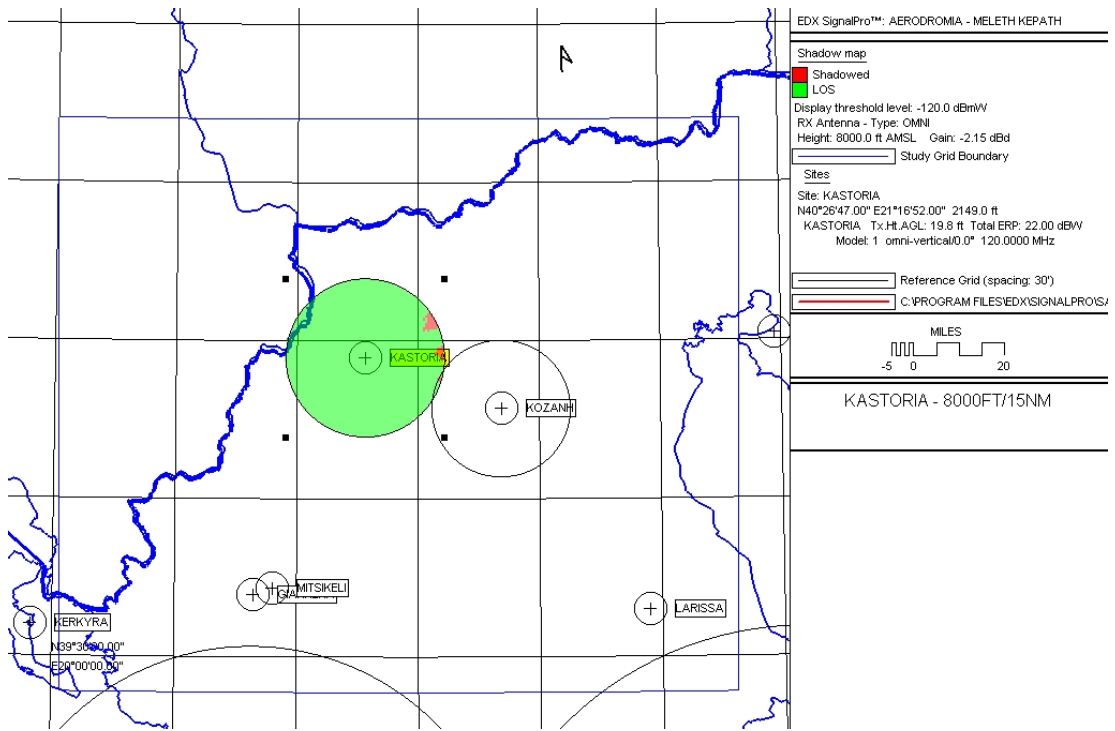 EDX SignalPro™: AERODROMIA - MELETH KEPATH
Shadow map
Shadowed
LOS
Display threshold level: -120.0 dBmW
RX Antenna - Type: OMNI
Height: 8000.0 ft AMSL Gain: -2.15 dBd
Study Grid Boundary
Sites
Site: KASTORIA
N40°26'47.00" E21°16'52.00" 2149.0 ft
KASTORIA Tx.Ht.AGL: 19.8 ft Total ERP: 22.00 dBW
Model: 1 omni-vertical/0.0° 120.0000 MHz
Reference Grid (spacing: 30')
C:\PROGRAM FILES\EDX\SIGNALPRO\SA
MILES
-5 0 20
KASTORIA - 8000FT/15NM
KASTORIA
KOZANH
MITSIKELI
LARISSA
KERKYRA
N39°30'00.00"
E20°00'00.00"